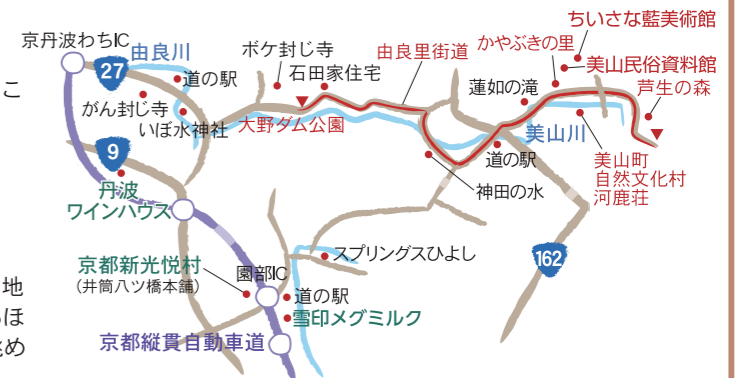 ちいさな藍美術館
京丹波わちIC
由良川
27
道の駅
ボケ封じ寺
石田家住宅
由良里街道
かやぶきの里
美山民俗資料館
蓮如の滝
芦生の森
こ
がん封じ寺
いぼ水神社
大野ダム公園
美山川
9
道の駅
神田の水
美山町
自然文化村
河鹿荘
丹波
ワインハウス
162
京都新光悦村
(井筒八ツ橋本舗)
園部IC
スプリングスひよし
道の駅
雪印メグミルク
京都縦貫自動車道
地
ほ
め